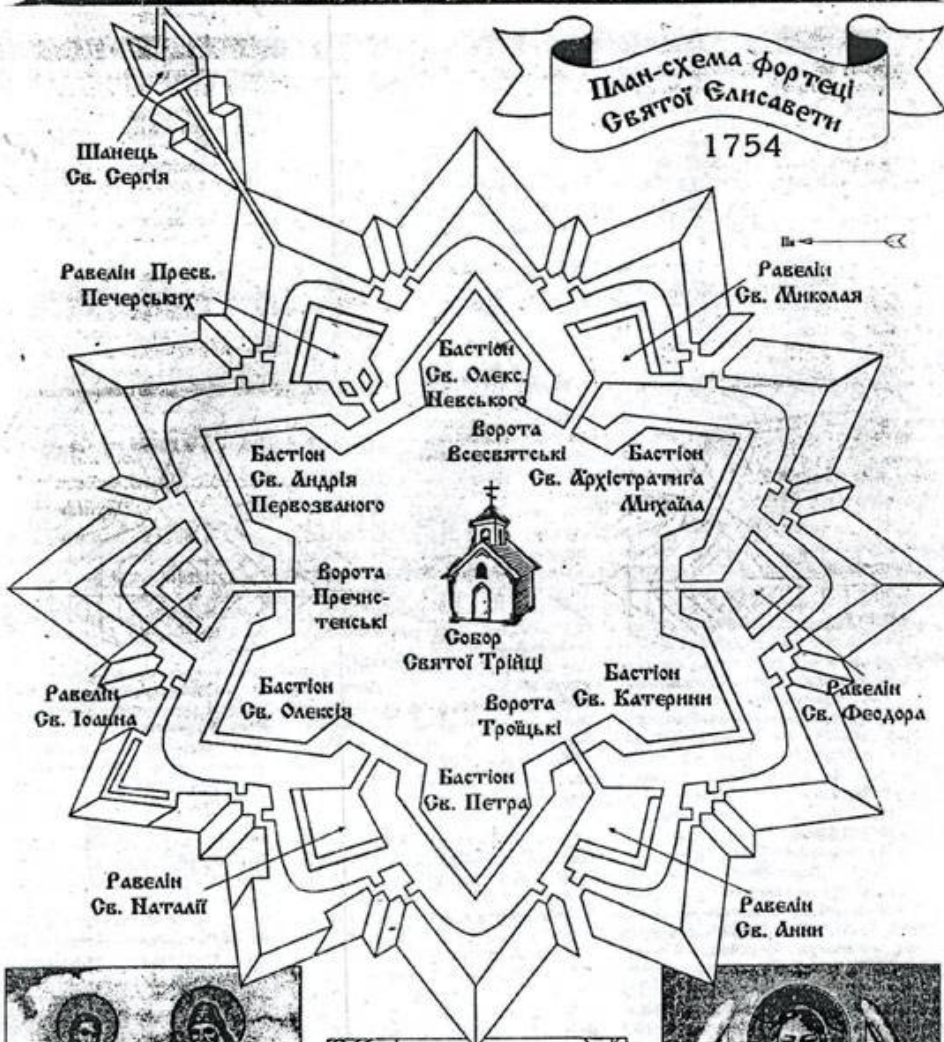 План-схема фортеці
Святої Єлисавети
1754
Шанець
Св. Сергія
Равелін Пресв.
Печерських
Равелін
Св. Миколая
Бастіон
Св. Олекс.
Невського
Ворота
Всесвятські
Бастіон
Св. Андрія
Первозваного
Бастіон
Св. Архістратига
Михаїла
Ворота
Пречис-
тенські
Собор
Святої Трійці
Равелін
Св. Іоанна
Бастіон
Св. Олексія
Ворота
Троїцькі
Бастіон
Св. Катерини
Равелін
Св. Феодора
Бастіон
Св. Петра
Равелін
Св. Наталії
Равелін
Св. Анни